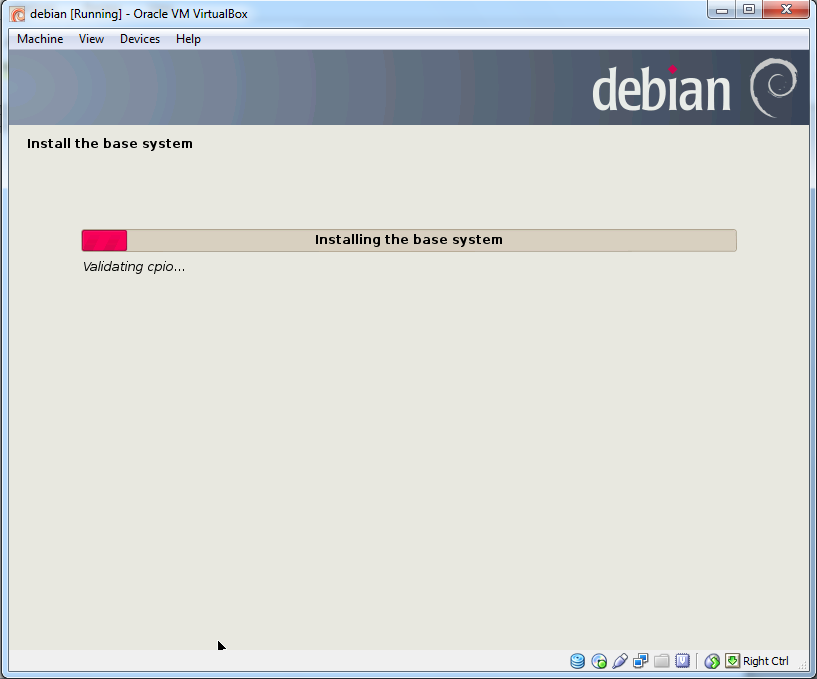 debian [Running] - Oracle VM VirtualBox
Machine View Devices Help
debian
Install the base system
Installing the base system
Validating cpio...
Right Ctrl